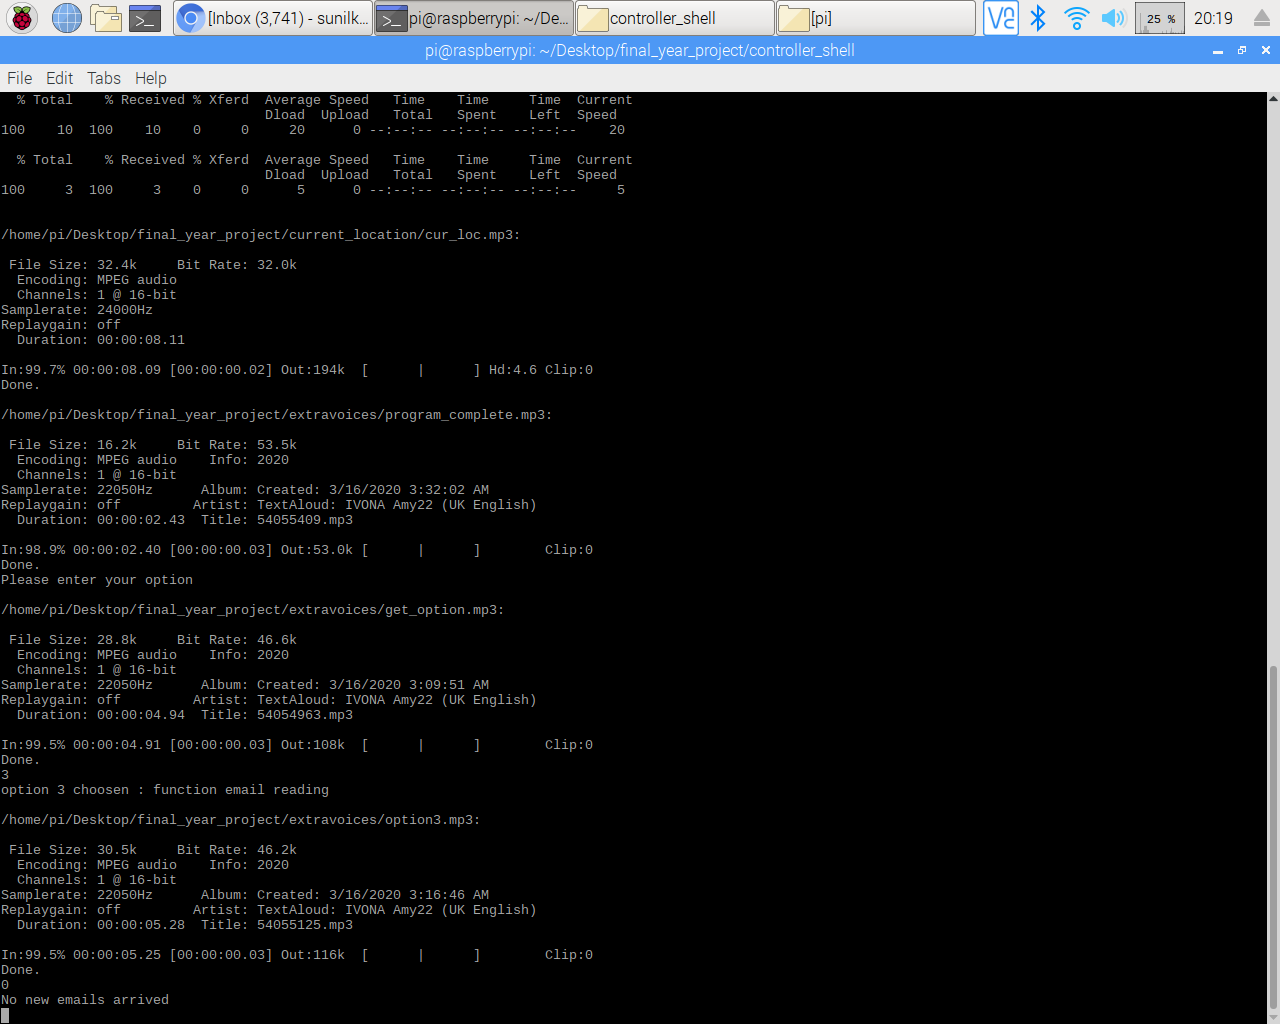 [Inbox (3,741) - sunilk... pi@raspberrypi: ~/De... controller_shell [pi] 25 % 20:19
pi@raspberrypi: ~/Desktop/final_year_project/controller_shell
File Edit Tabs Help
% Total % Received % Xferd Average Speed Time Time Time Current
Dload Upload Total Spent Left Speed
100 10 100 10 0 0 20 0 --:--:-- --:--:-- --:--:-- 20
% Total % Received % Xferd Average Speed Time Time Time Current
Dload Upload Total Spent Left Speed
100 3 100 3 0 0 5 0 --:--:-- --:--:-- --:--:-- 5
/home/pi/Desktop/final_year_project/current_location/cur_loc.mp3:
File Size: 32.4k Bit Rate: 32.0k
Encoding: MPEG audio
Channels: 1 @ 16-bit
Samplerate: 24000Hz
Replaygain: off
Duration: 00:00:08.11
In:99.7% 00:00:08.09 [00:00:00.02] Out:194k [ | ] Hd:4.6 Clip:0
Done.
/home/pi/Desktop/final_year_project/extravoices/program_complete.mp3:
File Size: 16.2k Bit Rate: 53.5k
Encoding: MPEG audio Info: 2020
Channels: 1 @ 16-bit
Samplerate: 22050Hz Album: Created: 3/16/2020 3:32:02 AM
Replaygain: off Artist: TextAloud: IVONA Amy22 (UK English)
Duration: 00:00:02.43 Title: 54055409.mp3
In:98.9% 00:00:02.40 [00:00:00.03] Out:53.0k [ | ] Clip:0
Done.
Please enter your option
/home/pi/Desktop/final_year_project/extravoices/get_option.mp3:
File Size: 28.8k Bit Rate: 46.6k
Encoding: MPEG audio Info: 2020
Channels: 1 @ 16-bit
Samplerate: 22050Hz Album: Created: 3/16/2020 3:09:51 AM
Replaygain: off Artist: TextAloud: IVONA Amy22 (UK English)
Duration: 00:00:04.94 Title: 54054963.mp3
In:99.5% 00:00:04.91 [00:00:00.03] Out:108k [ | ] Clip:0
Done.
3
option 3 choosen : function email reading
/home/pi/Desktop/final_year_project/extravoices/option3.mp3:
File Size: 30.5k Bit Rate: 46.2k
Encoding: MPEG audio Info: 2020
Channels: 1 @ 16-bit
Samplerate: 22050Hz Album: Created: 3/16/2020 3:16:46 AM
Replaygain: off Artist: TextAloud: IVONA Amy22 (UK English)
Duration: 00:00:05.28 Title: 54055125.mp3
In:99.5% 00:00:05.25 [00:00:00.03] Out:116k [ | ] Clip:0
Done.
0
No new emails arrived